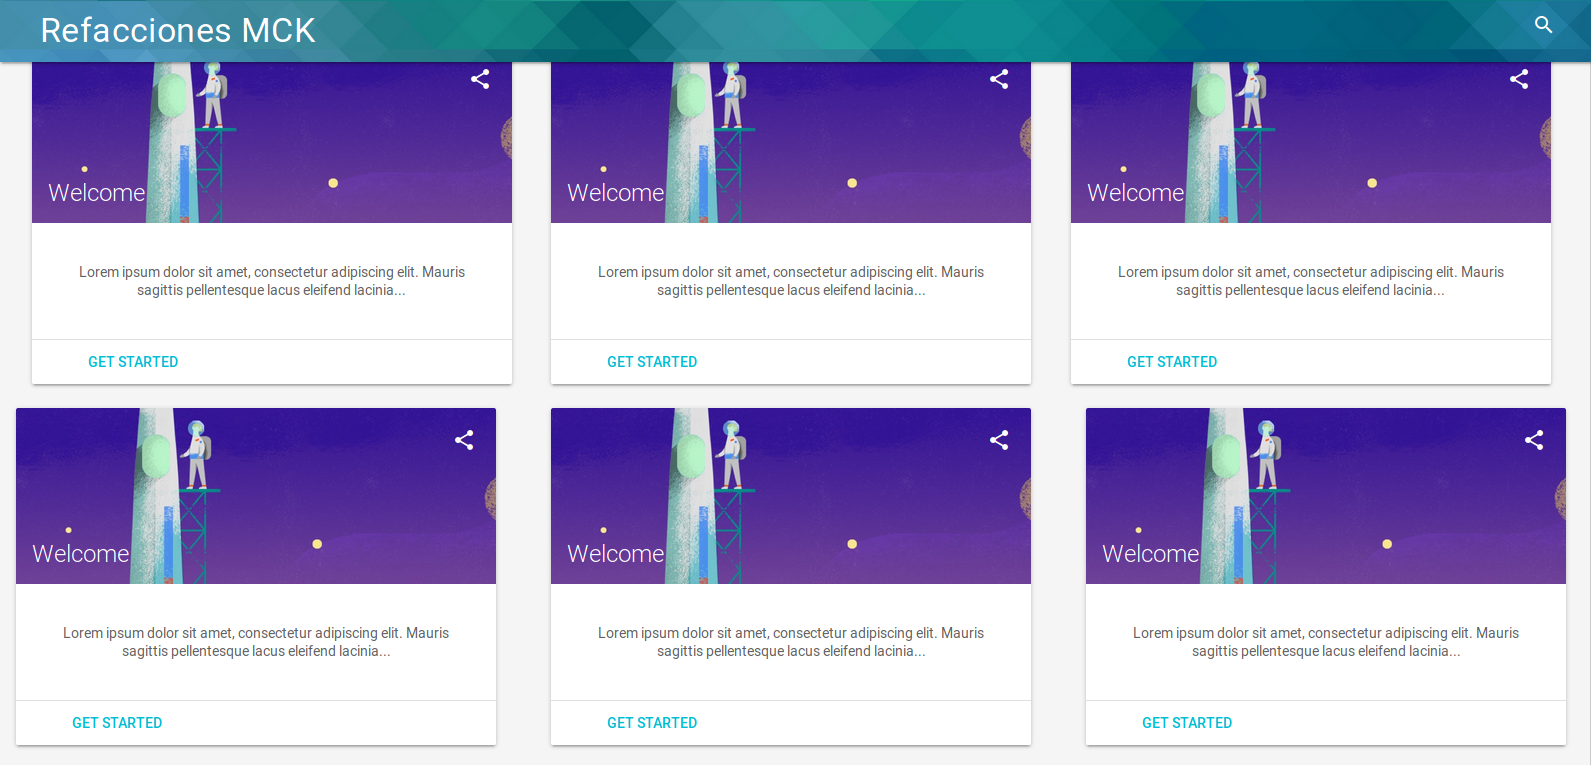 Refacciones MCK
Welcome
Welcome
Welcome
Lorem ipsum dolor sit amet, consectetur adipiscing elit. Mauris
sagittis pellentesque lacus eleifend lacinia...
Lorem ipsum dolor sit amet, consectetur adipiscing elit. Mauris
sagittis pellentesque lacus eleifend lacinia...
Lorem ipsum dolor sit amet, consectetur adipiscing elit. Mauris
sagittis pellentesque lacus eleifend lacinia...
GET STARTED
GET STARTED
GET STARTED
Welcome
Welcome
Welcome
Lorem ipsum dolor sit amet, consectetur adipiscing elit. Mauris
sagittis pellentesque lacus eleifend lacinia...
Lorem ipsum dolor sit amet, consectetur adipiscing elit. Mauris
sagittis pellentesque lacus eleifend lacinia...
Lorem ipsum dolor sit amet, consectetur adipiscing elit. Mauris
sagittis pellentesque lacus eleifend lacinia...
GET STARTED
GET STARTED
GET STARTED